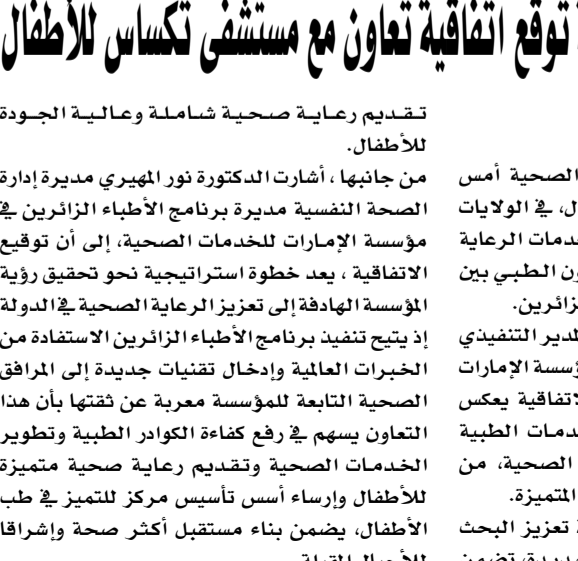 توقع اتفاقية تعاون مع مستشفى تكساس للأطفال
الصحية أمس
ل، في الولايات
دمات الرعاية
ون الطبي بين
زائرين.
لمدير التنفيذي
ؤسسة الإمارات
لاتفاقية يعكس
دمات الطبية
الصحية، من
المتميزة.
تعزيز البحث
تقديم رعاية صحية شاملة وعالية الجودة
للأطفال.
من جانبها ، أشارت الدكتورة نور المهيري مديرة إدارة
الصحة النفسية مديرة برنامج الأطباء الزائرين في
مؤسسة الإمارات للخدمات الصحية، إلى أن توقيع
الاتفاقية ، يعد خطوة استراتيجية نحو تحقيق رؤية
المؤسسة الهادفة إلى تعزيز الرعاية الصحية في الدولة
إذ يتيح تنفيذ برنامج الأطباء الزائرين الاستفادة من
الخبرات العالمية وإدخال تقنيات جديدة إلى المرافق
الصحية التابعة للمؤسسة معربة عن ثقتها بأن هذا
التعاون يسهم في رفع كفاءة الكوادر الطبية وتطوير
الخدمات الصحية وتقديم رعاية صحية متميزة
للأطفال وإرساء أسس تأسيس مركز للتميز في طب
الأطفال، يضمن بناء مستقبل أكثر صحة وإشراقا